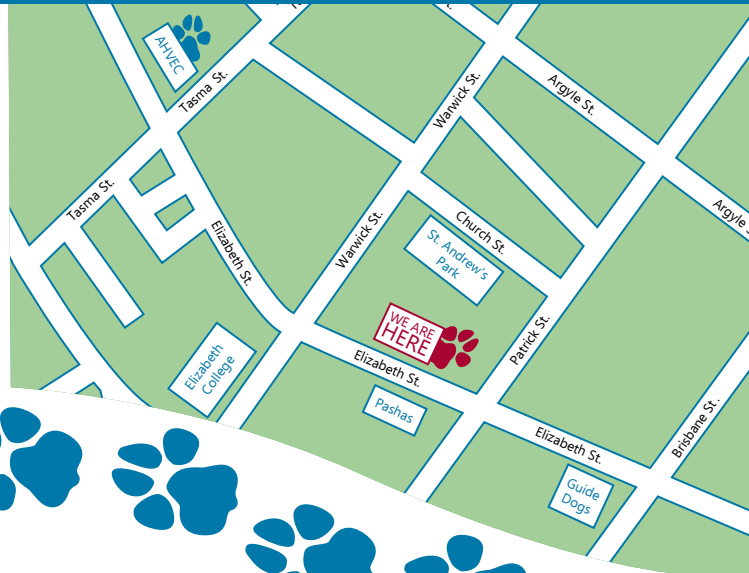 AHVEC
Tasma St.
Warwick St.
Argyle St.
Tasma St.
Elizabeth St.
Warwick St.
Church St.
St. Andrew's
Park
Argyle S
WE ARE
HERE
Patrick St.
Elizabeth St.
Elizabeth
College
Pashas
Elizabeth St.
Brisbane St.
Guide
Dogs